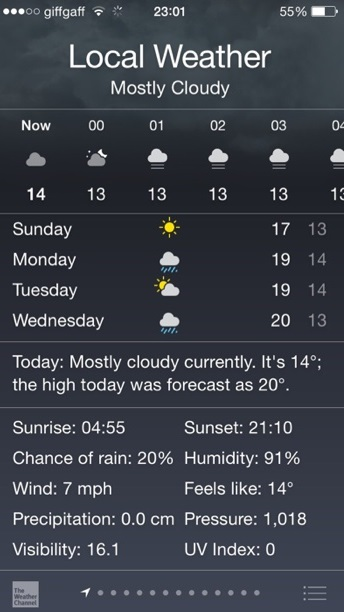 giffgaff 23:01 55%
Local Weather
Mostly Cloudy
Now 00 01 02 03 04
14 13 13 13 13 13
Sunday 17 13
Monday 19 14
Tuesday 19 14
Wednesday 20 13
Today: Mostly cloudy currently. It's 14°;
the high today was forecast as 20°.
Sunrise: 04:55 Sunset: 21:10
Chance of rain: 20% Humidity: 91%
Wind: 7 mph Feels like: 14°
Precipitation: 0.0 cm Pressure: 1,018
Visibility: 16.1 UV Index: 0
The
Weather
Channel